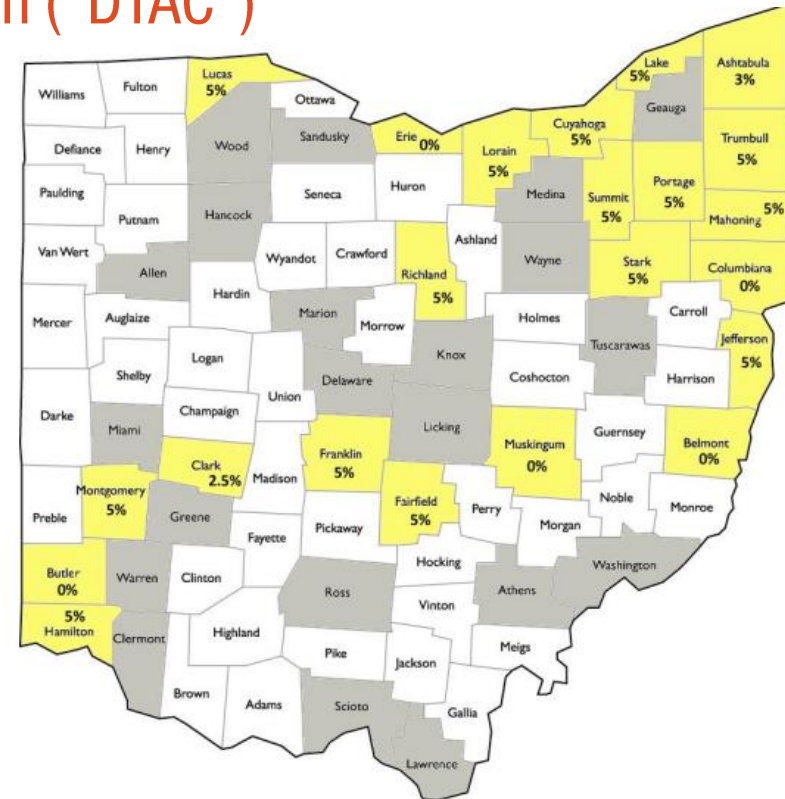 n ("DTAC")
Lucas
5%
Williams
Fulton
Ottawa
Lake
5%
Ashtabula
3%
Geauga
Defiance
Henry
Wood
Sandusky
Erie 0%
Lorain
5%
Cuyahoga
5%
Trumbull
5%
Paulding
Putnam
Hancock
Seneca
Huron
Medina
Summit
5%
Portage
5%
Mahoning
5%
Van Wert
Allen
Wyandot
Crawford
Richland
5%
Ashland
Wayne
Stark
5%
Columbiana
0%
Mercer
Auglaize
Hardin
Marion
Morrow
Holmes
Tuscarawas
Carroll
Jefferson
5%
Shelby
Logan
Union
Delaware
Knox
Coshocton
Harrison
Darke
Miami
Champaign
Licking
Muskingum
0%
Guernsey
Belmont
0%
Clark
2.5%
Madison
Franklin
5%
Fairfield
5%
Perry
Noble
Monroe
Preble
Montgomery
5%
Greene
Fayette
Pickaway
Morgan
Hocking
Washington
Butler
0%
Warren
Clinton
Ross
Vinton
Athens
5%
Hamilton
Clermont
Highland
Pike
Jackson
Meigs
Brown
Adams
Scioto
Gallia
Lawrence